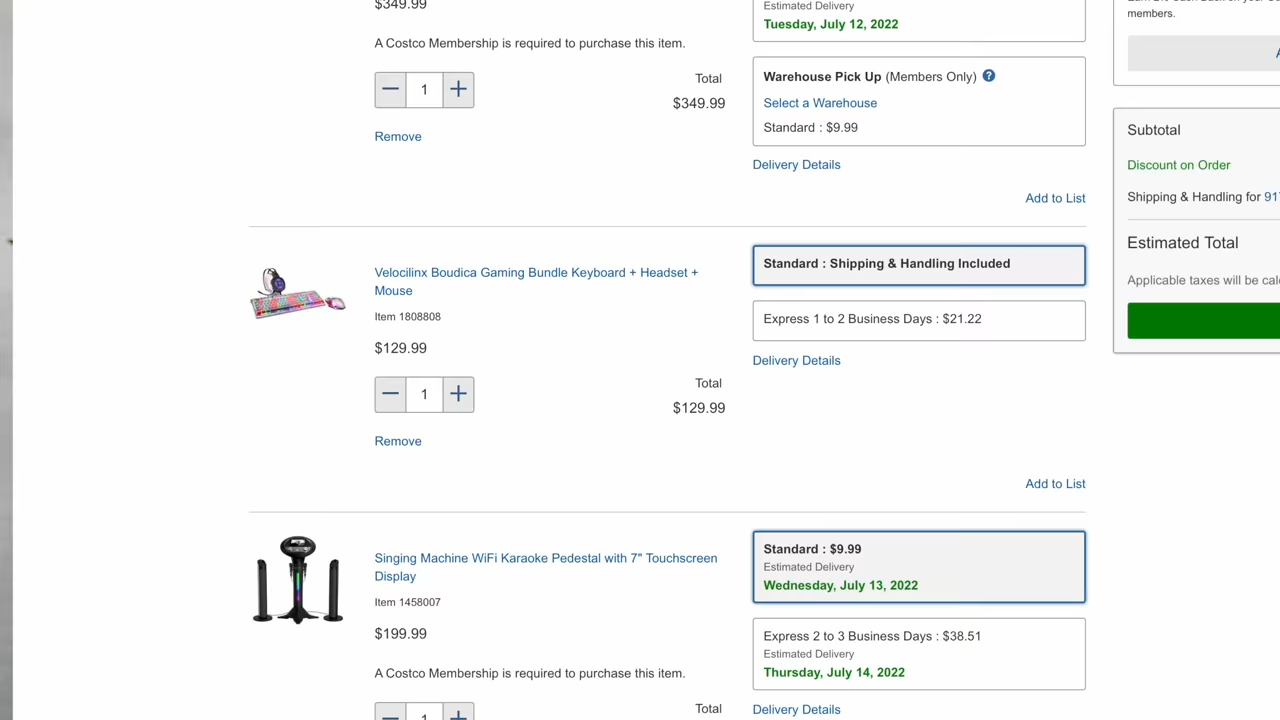 $349.99
Estimated Delivery
Tuesday, July 12, 2022
members.
A Costco Membership is required to purchase this item.
1
Total
$349.99
Remove
Warehouse Pick Up (Members Only) ?
Select a Warehouse
Standard : $9.99
Delivery Details
Add to List
Subtotal
Discount on Order
Shipping & Handling for 91
Estimated Total
Applicable taxes will be cal
Velocilinx Boudica Gaming Bundle Keyboard + Headset +
Mouse
Item 1808808
$129.99
1
Total
$129.99
Remove
Standard : Shipping & Handling Included
Express 1 to 2 Business Days : $21.22
Delivery Details
Add to List
Singing Machine WiFi Karaoke Pedestal with 7" Touchscreen
Display
Item 1458007
$199.99
A Costco Membership is required to purchase this item.
1
Total
Standard : $9.99
Estimated Delivery
Wednesday, July 13, 2022
Express 2 to 3 Business Days : $38.51
Estimated Delivery
Thursday, July 14, 2022
Delivery Details